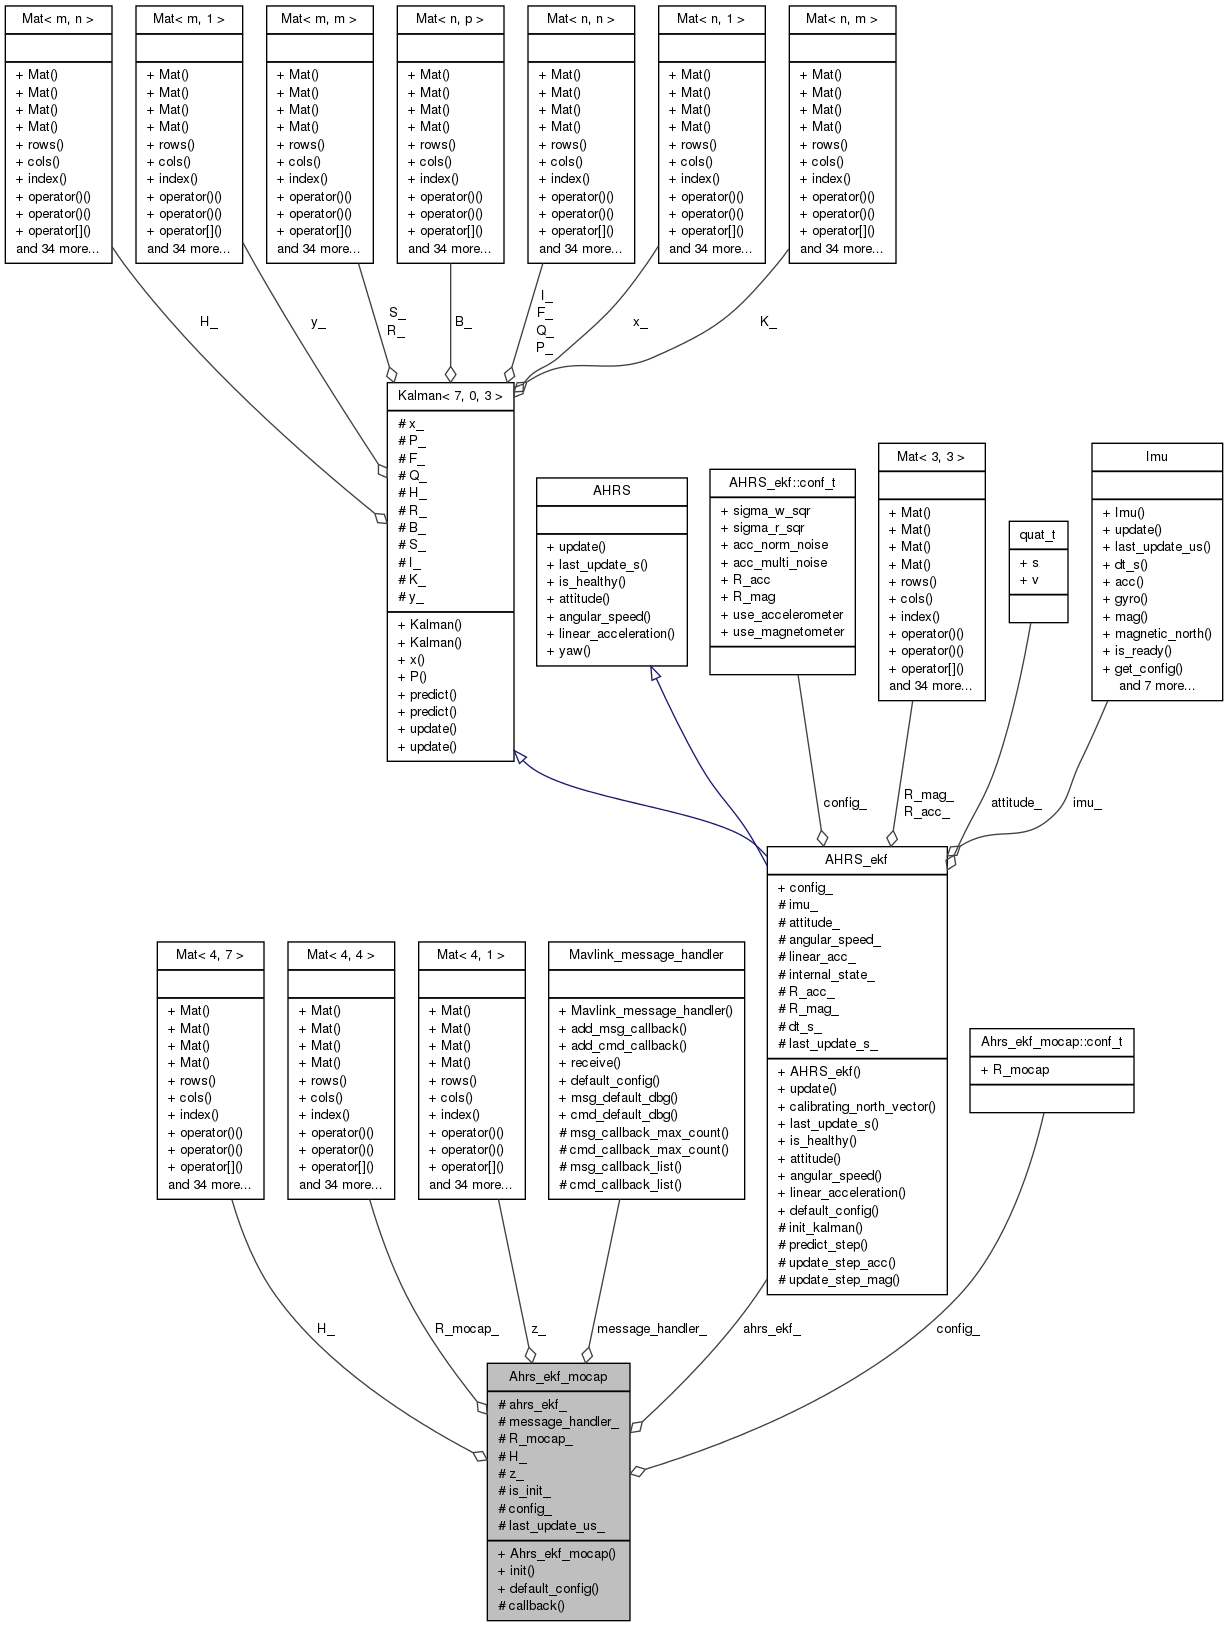 Mat< m, n >
+ Mat()
+ Mat()
+ Mat()
+ Mat()
+ rows()
+ cols()
+ index()
+ operator()()
+ operator()()
+ operator[]()
and 34 more...
Mat< m, 1 >
+ Mat()
+ Mat()
+ Mat()
+ Mat()
+ rows()
+ cols()
+ index()
+ operator()()
+ operator()()
+ operator[]()
and 34 more...
Mat< m, m >
+ Mat()
+ Mat()
+ Mat()
+ Mat()
+ rows()
+ cols()
+ index()
+ operator()()
+ operator()()
+ operator[]()
and 34 more...
Mat< n, p >
+ Mat()
+ Mat()
+ Mat()
+ Mat()
+ rows()
+ cols()
+ index()
+ operator()()
+ operator()()
+ operator[]()
and 34 more...
Mat< n, n >
+ Mat()
+ Mat()
+ Mat()
+ Mat()
+ rows()
+ cols()
+ index()
+ operator()()
+ operator()()
+ operator[]()
and 34 more...
Mat< n, 1 >
+ Mat()
+ Mat()
+ Mat()
+ Mat()
+ rows()
+ cols()
+ index()
+ operator()()
+ operator()()
+ operator[]()
and 34 more...
Mat< n, m >
+ Mat()
+ Mat()
+ Mat()
+ Mat()
+ rows()
+ cols()
+ index()
+ operator()()
+ operator()()
+ operator[]()
and 34 more...
H_
y_
S_
R_
B_
I_
F_
Q_
P_
x_
K_
Kalman< 7, 0, 3 >
# x_
# P_
# F_
# Q_
# H_
# R_
# B_
# S_
# I_
# K_
# y_
+ Kalman()
+ Kalman()
+ x()
+ P()
+ predict()
+ predict()
+ update()
+ update()
AHRS
+ update()
+ last_update_s()
+ is_healthy()
+ attitude()
+ angular_speed()
+ linear_acceleration()
+ yaw()
AHRS_ekf::conf_t
+ sigma_w_sqr
+ sigma_r_sqr
+ acc_norm_noise
+ acc_multi_noise
+ R_acc
+ R_mag
+ use_accelerometer
+ use_magnetometer
Mat< 3, 3 >
+ Mat()
+ Mat()
+ Mat()
+ Mat()
+ rows()
+ cols()
+ index()
+ operator()()
+ operator()()
+ operator[]()
and 34 more...
quat_t
+ s
+ v
Imu
+ Imu()
+ update()
+ last_update_us()
+ dt_s()
+ acc()
+ gyro()
+ mag()
+ magnetic_north()
+ is_ready()
+ get_config()
and 7 more...
config_
R_mag_
R_acc_
attitude_
imu_
AHRS_ekf
+ config_
# imu_
# attitude_
# angular_speed_
# linear_acc_
# internal_state_
# R_acc_
# R_mag_
# dt_s_
# last_update_s_
+ AHRS_ekf()
+ update()
+ calibrating_north_vector()
+ last_update_s()
+ is_healthy()
+ attitude()
+ angular_speed()
+ linear_acceleration()
+ default_config()
# init_kalman()
# predict_step()
# update_step_acc()
# update_step_mag()
Mat< 4, 7 >
+ Mat()
+ Mat()
+ Mat()
+ Mat()
+ rows()
+ cols()
+ index()
+ operator()()
+ operator()()
+ operator[]()
and 34 more...
Mat< 4, 4 >
+ Mat()
+ Mat()
+ Mat()
+ Mat()
+ rows()
+ cols()
+ index()
+ operator()()
+ operator()()
+ operator[]()
and 34 more...
Mat< 4, 1 >
+ Mat()
+ Mat()
+ Mat()
+ Mat()
+ rows()
+ cols()
+ index()
+ operator()()
+ operator()()
+ operator[]()
and 34 more...
Mavlink_message_handler
+ Mavlink_message_handler()
+ add_msg_callback()
+ add_cmd_callback()
+ receive()
+ default_config()
+ msg_default_dbg()
+ cmd_default_dbg()
# msg_callback_max_count()
# cmd_callback_max_count()
# msg_callback_list()
# cmd_callback_list()
Ahrs_ekf_mocap::conf_t
+ R_mocap
H_
R_mocap_
z_
message_handler_
ahrs_ekf_
config_
Ahrs_ekf_mocap
# ahrs_ekf_
# message_handler_
# R_mocap_
# H_
# z_
# is_init_
# config_
# last_update_us_
+ Ahrs_ekf_mocap()
+ init()
+ default_config()
# callback()